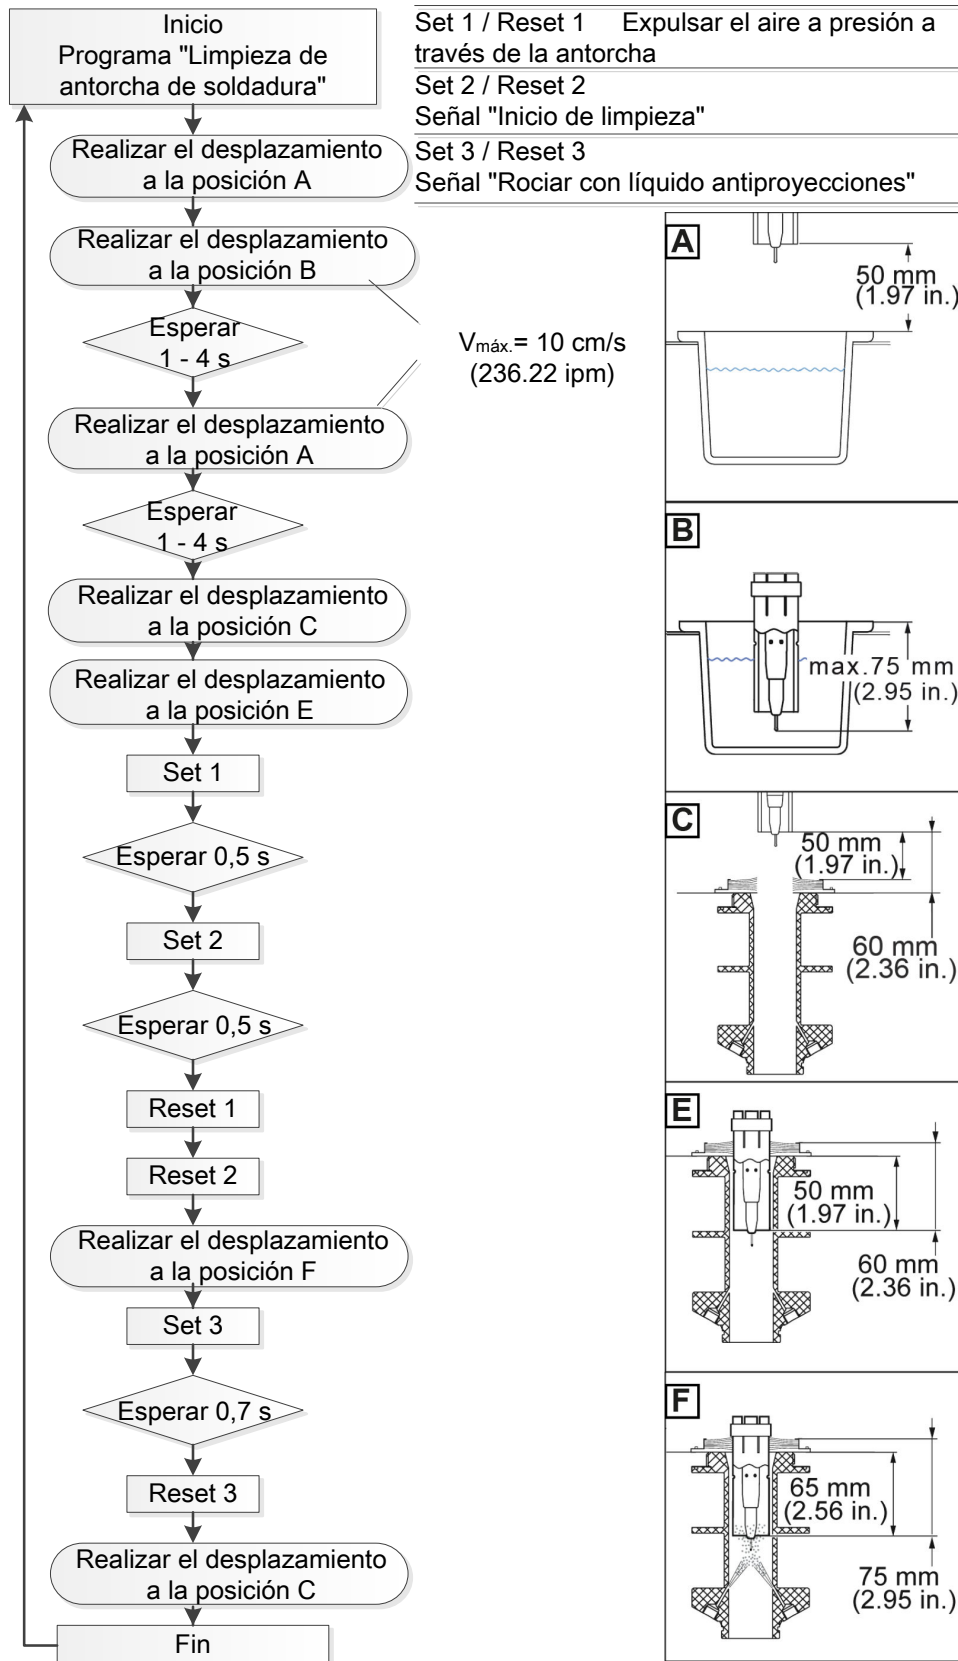 Inicio
Programa "Limpieza de
antorcha de soldadura"
Realizar el desplazamiento
a la posición A
Realizar el desplazamiento
a la posición B
Esperar
1 - 4 s
Realizar el desplazamiento
a la posición A
Esperar
1 - 4 s
Realizar el desplazamiento
a la posición C
Realizar el desplazamiento
a la posición E
Set 1
Esperar 0,5 s
Set 2
Esperar 0,5 s
Reset 1
Reset 2
Realizar el desplazamiento
a la posición F
Set 3
Esperar 0,7 s
Reset 3
Realizar el desplazamiento
a la posición C
Fin
Set 1 / Reset 1 Expulsar el aire a presión a
través de la antorcha
Set 2 / Reset 2
Señal "Inicio de limpieza"
Set 3 / Reset 3
Señal "Rociar con líquido antiproyecciones"
Vmáx.= 10 cm/s
(236.22 ipm)
A
50 mm
(1.97 in.)
B
max.75 mm
(2.95 in.)
C
50 mm
(1.97 in.)
60 mm
(2.36 in.)
E
50 mm
(1.97 in.)
60 mm
(2.36 in.)
F
65 mm
(2.56 in.)
75 mm
(2.95 in.)